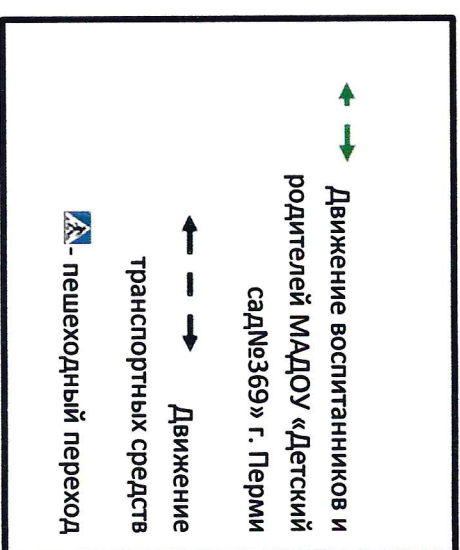 Движение воспитанников и
родителей МАДОУ «Детский
сад№369» г. Перми
Движение
транспортных средств
- пешеходный переход